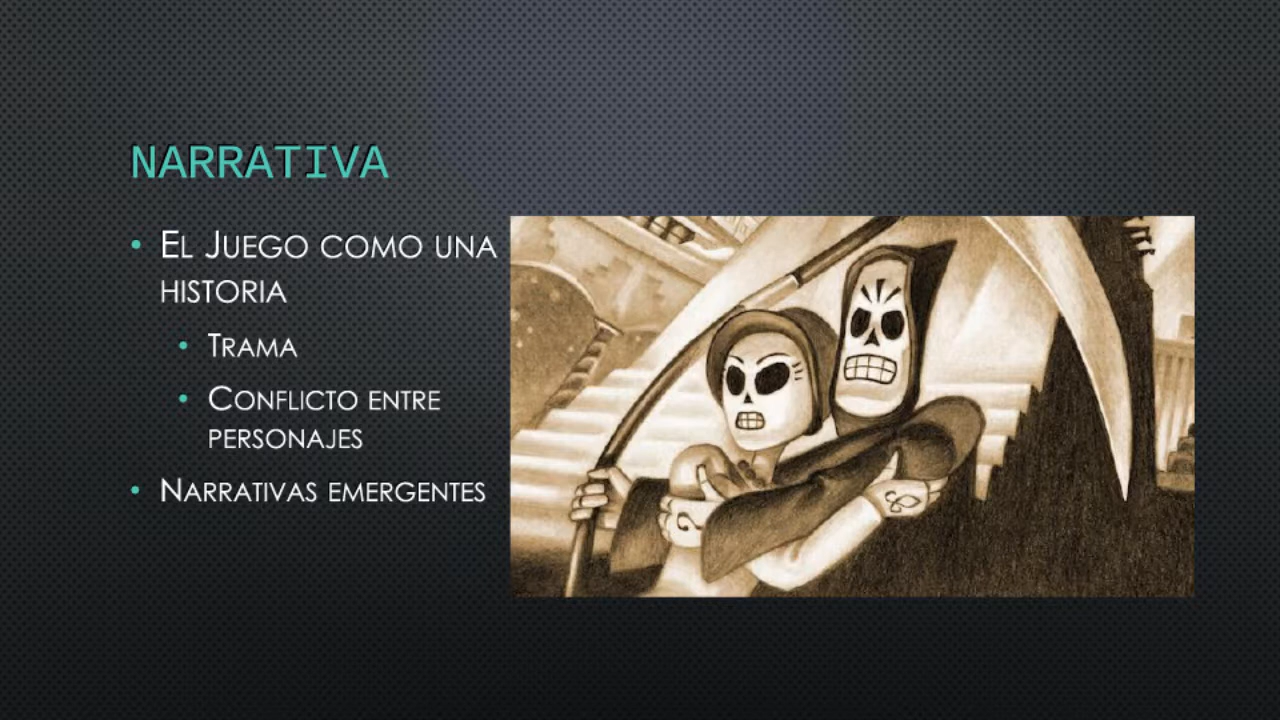 NARRATIVA
• El Juego como una
historia
• Trama
• Conflicto entre
personajes
• Narrativas emergentes